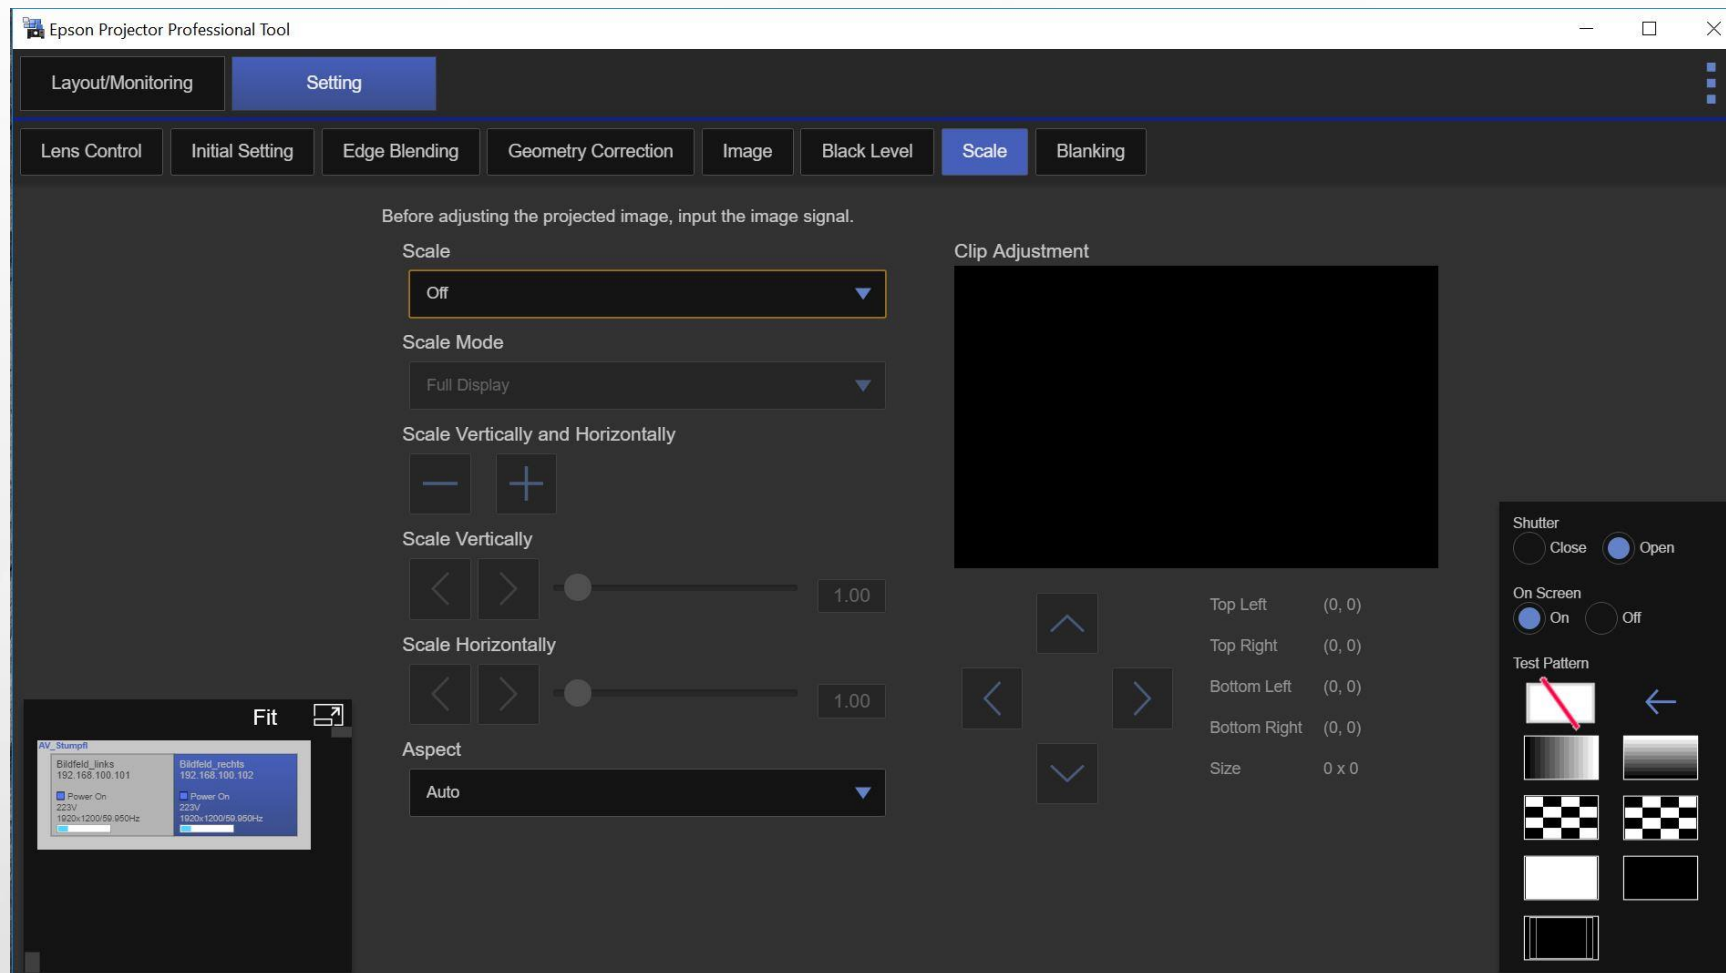 Epson Projector Professional Tool
Layout/Monitoring
Setting
Lens Control
Initial Setting
Edge Blending
Geometry Correction
Image
Black Level
Scale
Blanking
Before adjusting the projected image, input the image signal.
Scale
Off
Scale Mode
Full Display
Scale Vertically and Horizontally
Scale Vertically
1.00
Scale Horizontally
1.00
Aspect
Auto
Clip Adjustment
Top Left (0, 0)
Top Right (0, 0)
Bottom Left (0, 0)
Bottom Right (0, 0)
Size 0 x 0
Shutter
Close Open
On Screen
On Off
Test Pattern
Fit
AV_Stumpfl
Bildfeld_links
192.168.100.101
Power On
223V
1920x1200/59.950Hz
Bildfeld_rechts
192.168.100.102
Power On
223V
1920x1200/59.950Hz